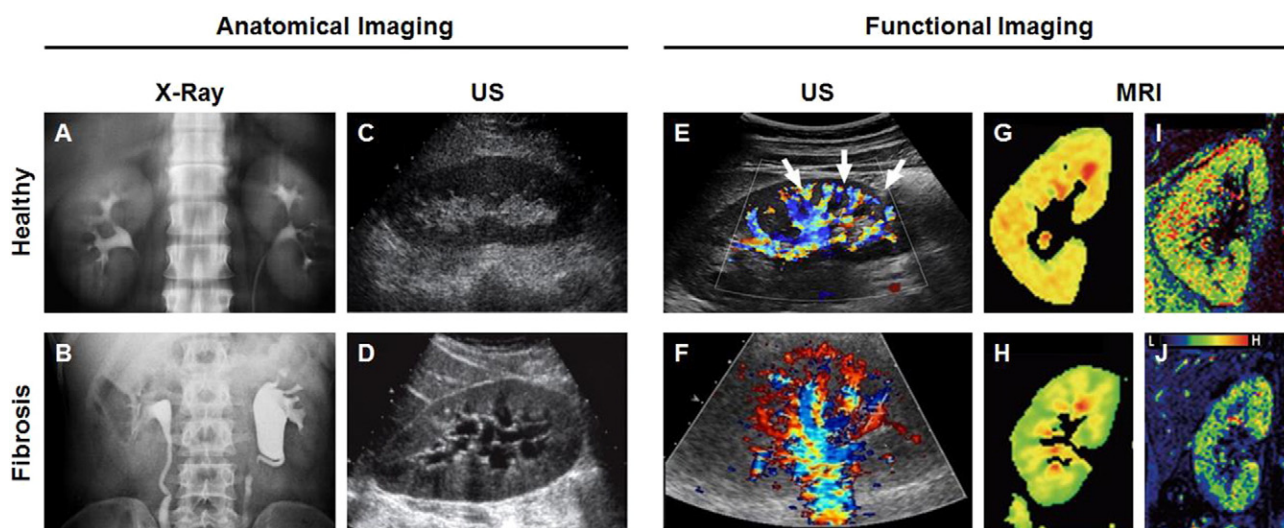 Anatomical Imaging
Functional Imaging
X-Ray
US
US
MRI
Healthy
A
C
E
G
I
Fibrosis
B
D
F
H
L H
J